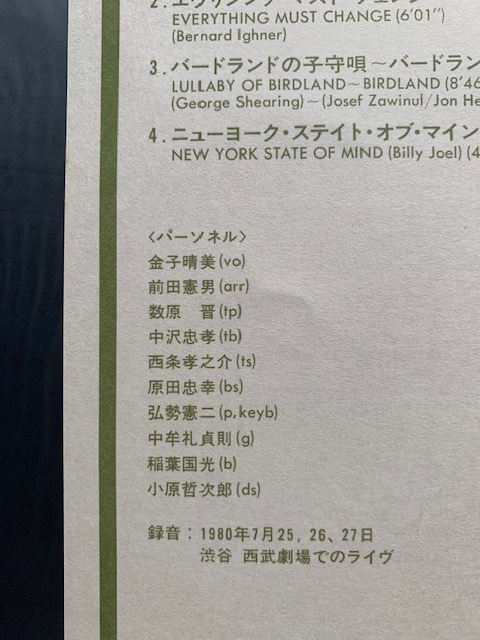 EVERYTHING MUST CHANGE (6'01")
(Bernard Ighner)
3. バードランドの子守唄~バードラン
LULLABY OF BIRDLAND~BIRDLAND (8'46
(George Shearing)~(Josef Zawinul/Jon He
4. ニューヨーク・ステイト・オブ・マイン
NEW YORK STATE OF MIND (Billy Joel) (4
〈パーソネル〉
金子晴美(vo)
前田憲男(arr)
数原 晋(tp)
中沢忠孝(tb)
西条孝之介(ts)
原田忠幸(bs)
弘勢憲二(p, keyb)
中牟礼貞則(g)
稲葉国光(b)
小原哲次郎(ds)
録音:1980年7月25, 26、27日
渋谷 西武劇場でのライヴ